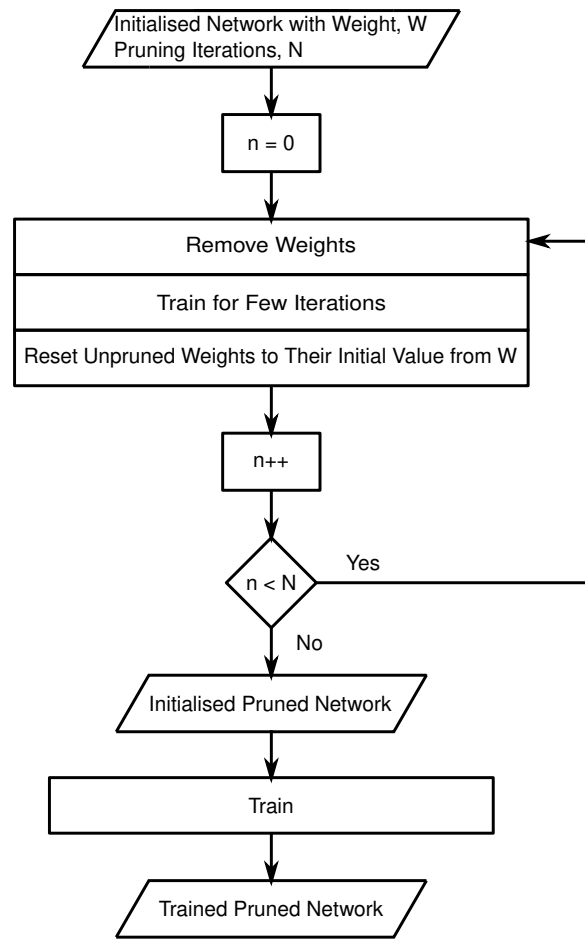 Initialised Network with Weight, W
Pruning Iterations, N
n = 0
Remove Weights
Train for Few Iterations
Reset Unpruned Weights to Their Initial Value from W
n++
n < N
Yes
No
Initialised Pruned Network
Train
Trained Pruned Network